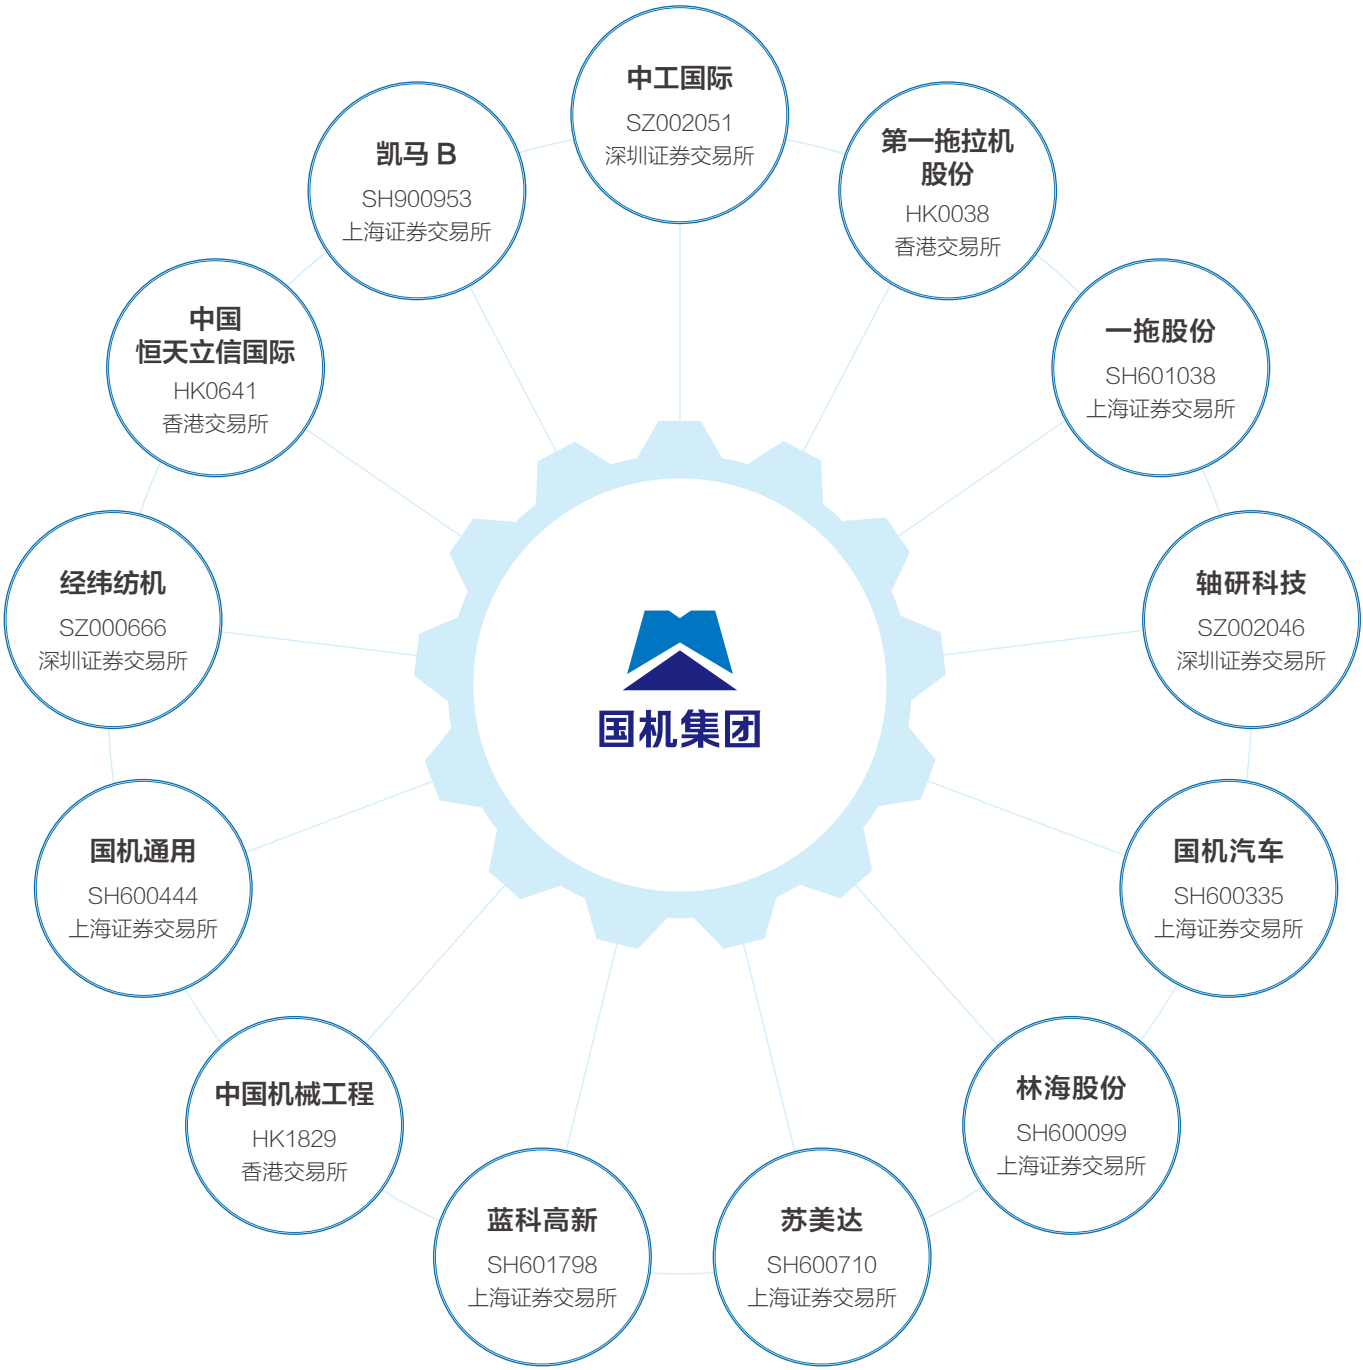 中工国际
SZ002051
深圳证券交易所
第一拖拉机
股份
HK0038
香港交易所
一拖股份
SH601038
上海证券交易所
轴研科技
SZ002046
深圳证券交易所
国机汽车
SH600335
上海证券交易所
林海股份
SH600099
上海证券交易所
苏美达
SH600710
上海证券交易所
蓝科高新
SH601798
上海证券交易所
中国机械工程
HK1829
香港交易所
国机通用
SH600444
上海证券交易所
经纬纺机
SZ000666
深圳证券交易所
中国
恒天立信国际
HK0641
香港交易所
凯马 B
SH900953
上海证券交易所
国机集团